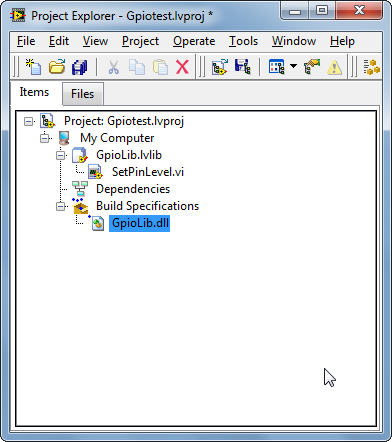 Project Explorer - Gpiotest.lvproj *
File Edit View Project Operate Tools Window Help
Items Files
Project: Gpiotest.lvproj
My Computer
GpioLib.lvlib
SetPinLevel.vi
Dependencies
Build Specifications
GpioLib.dll